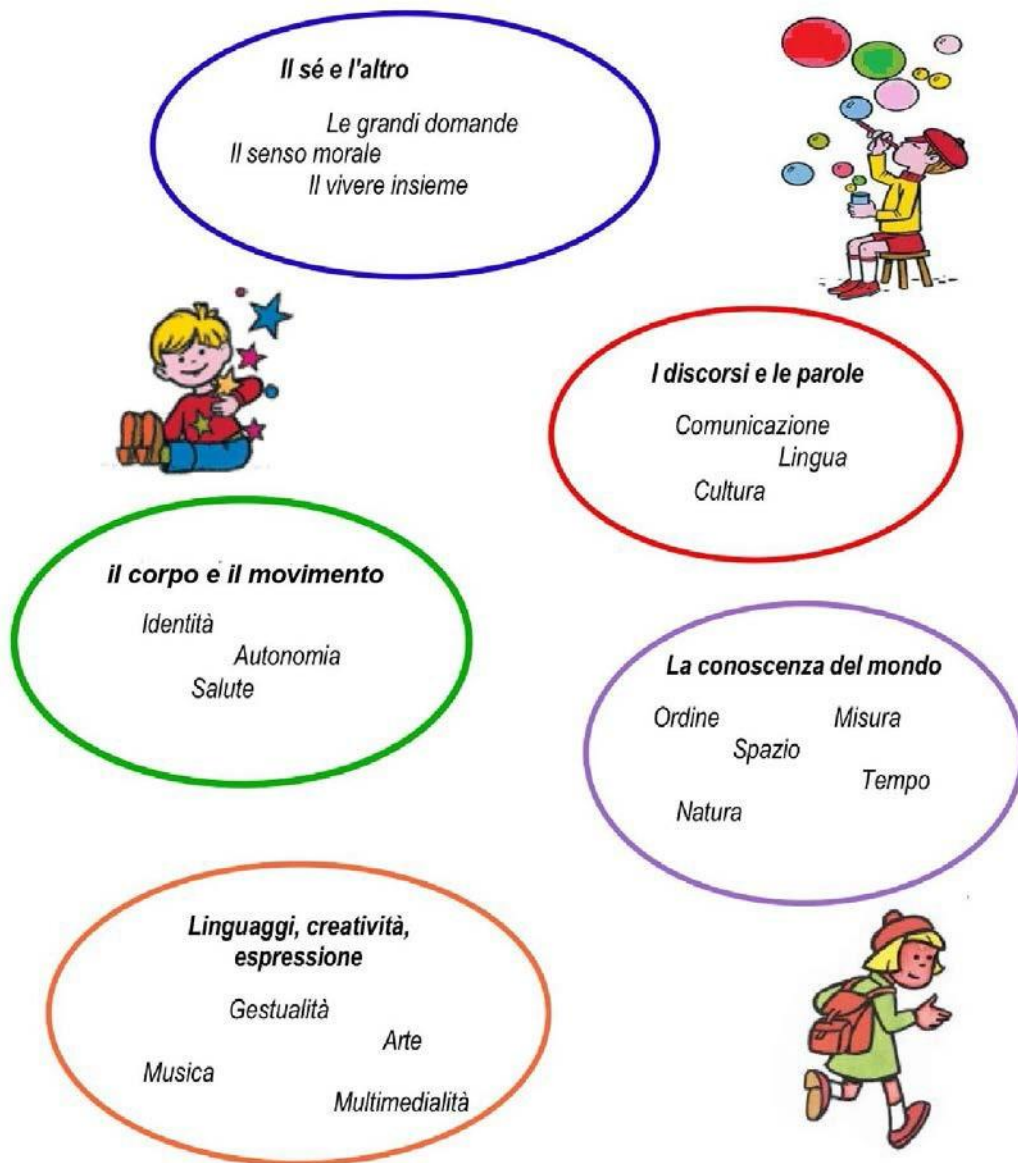 Il sé e l'altro
Le grandi domande
Il senso morale
Il vivere insieme
I discorsi e le parole
Comunicazione
Lingua
Cultura
il corpo e il movimento
Identità
Autonomia
Salute
La conoscenza del mondo
Ordine Misura
Spazio
Tempo
Natura
Linguaggi, creatività,
espressione
Gestualità
Arte
Musica
Multimedialità